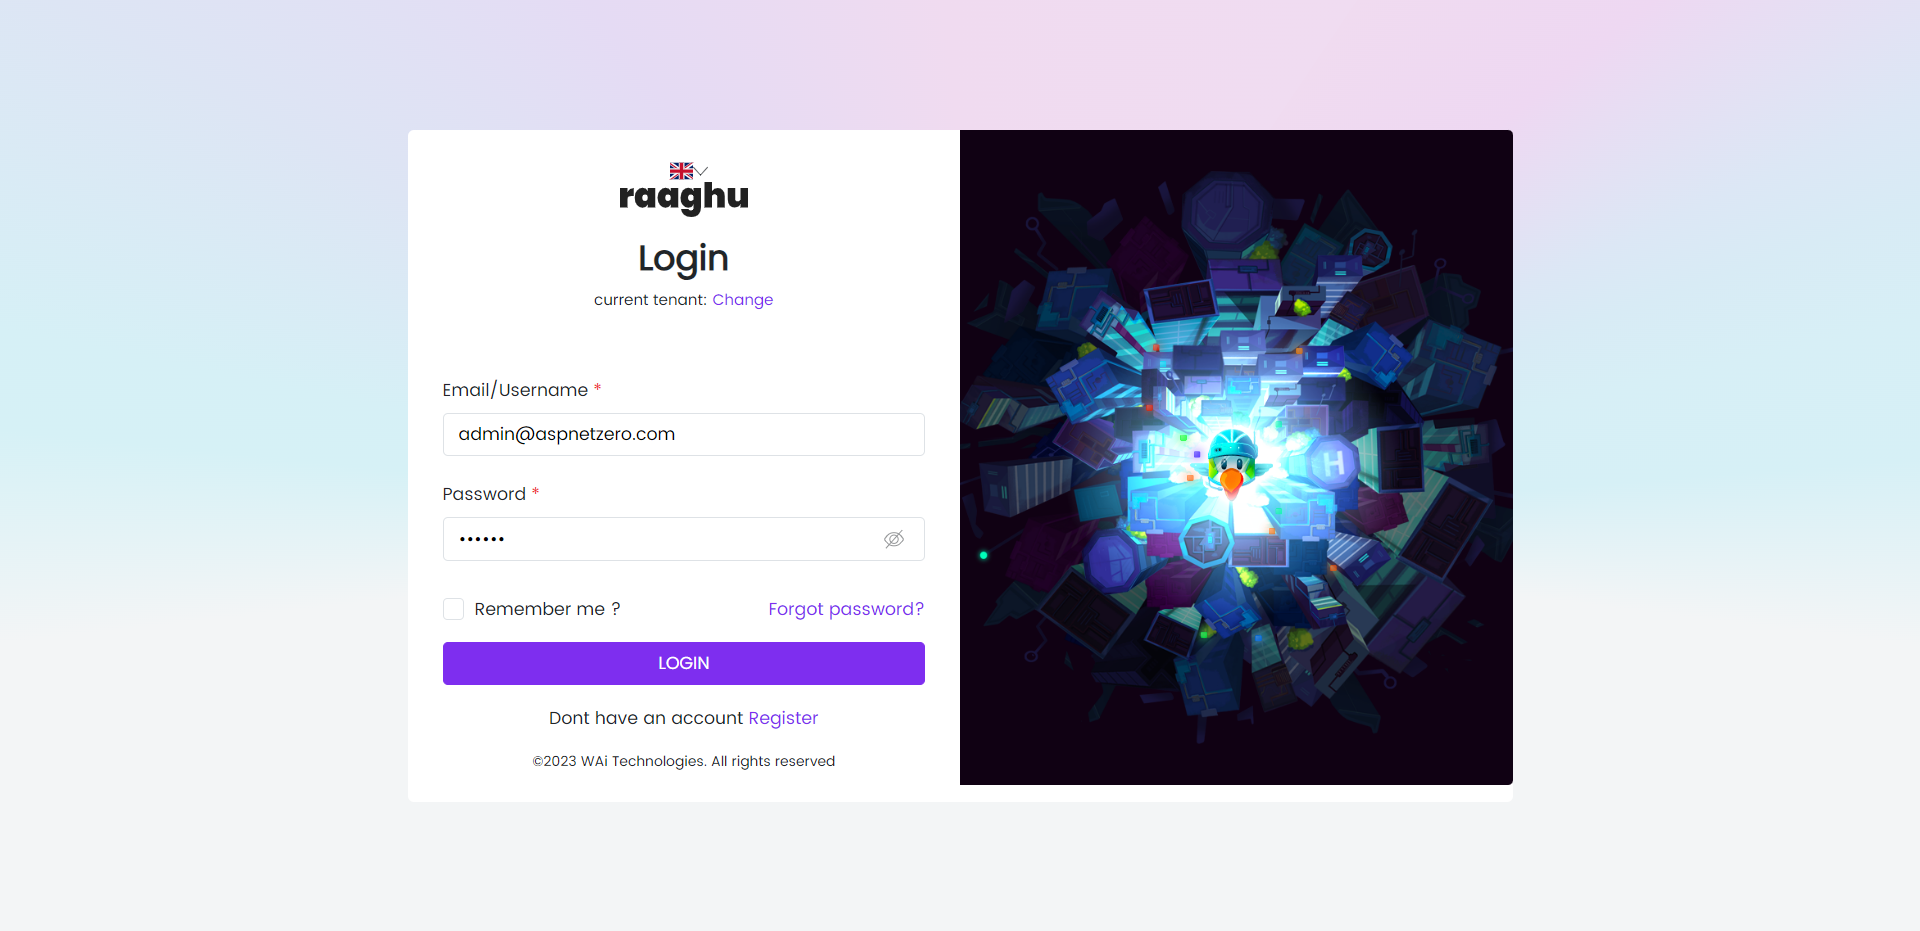 raaghu
Login
current tenant: Change
Email/Username *
admin@aspnetzero.com
Password *
••••••
Remember me ?
Forgot password?
LOGIN
Dont have an account Register
©2023 WAi Technologies. All rights reserved
H